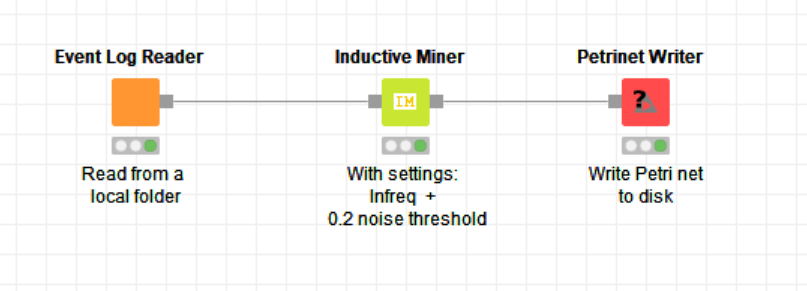 Event Log Reader
Inductive Miner
Petrinet Writer
IM
?
Read from a
local folder
With settings:
Infreq +
0.2 noise threshold
Write Petri net
to disk